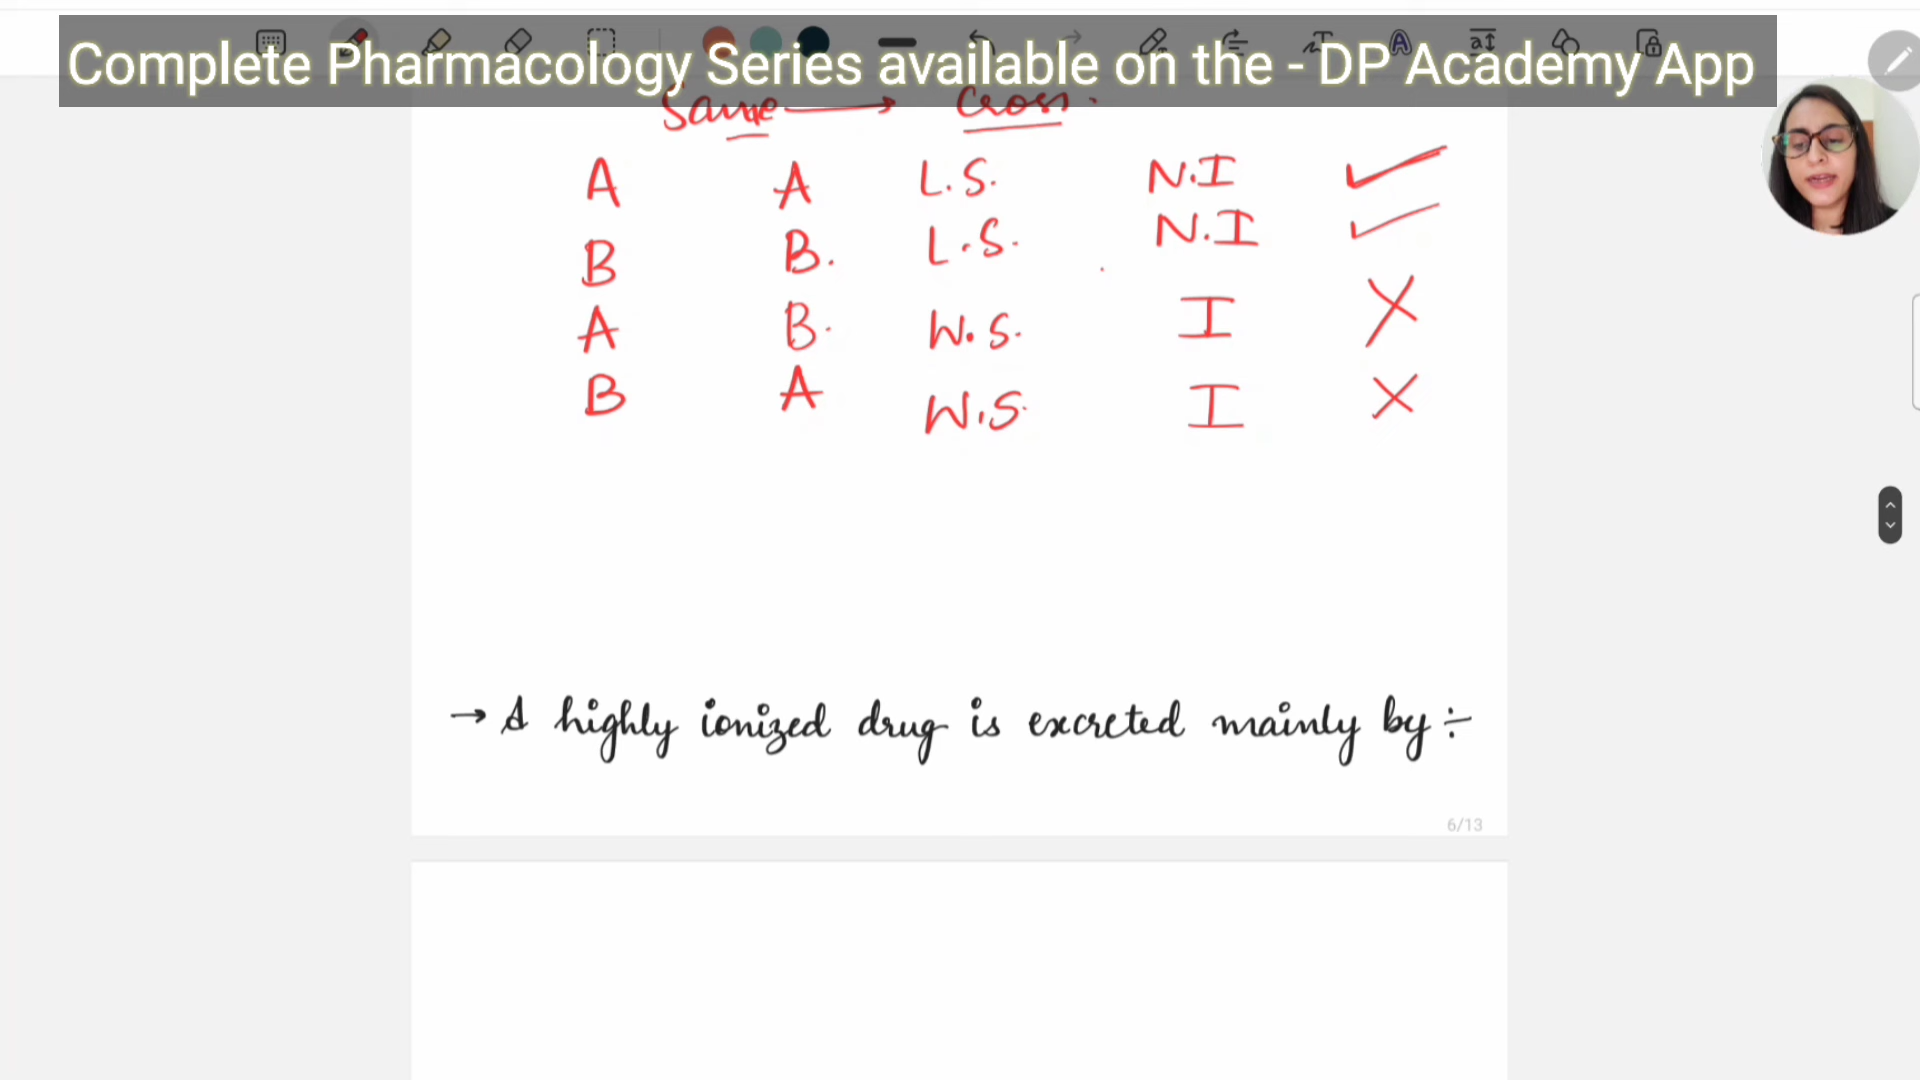 Complete Pharmacology Series available on the - DP Academy App
Same → Cross.
A A L.S. N.I ✓
B B. L.S. N.I ✓
A B. W.S. I X
B A W.S. I X
→ A highly ionized drug is excreted mainly by ÷
6/13